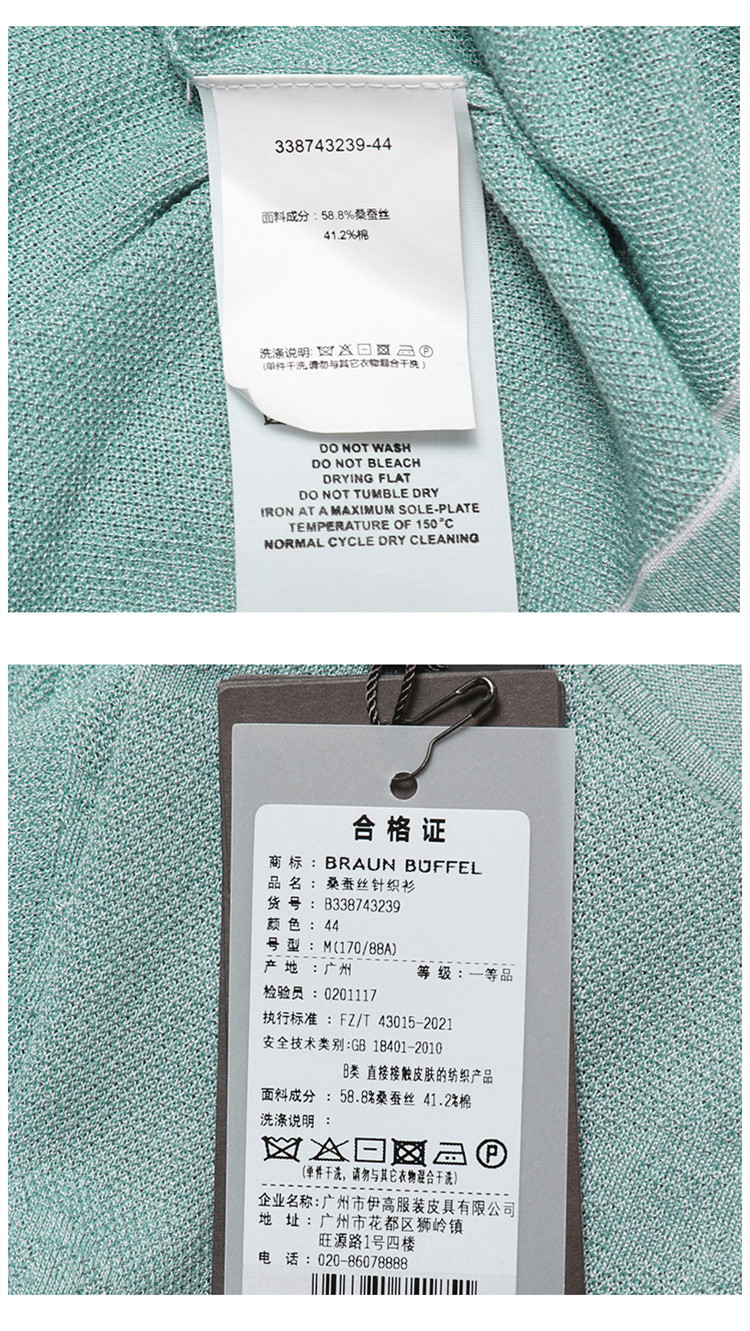 338743239-44
面料成分：58.8%桑蚕丝
41.2%棉
洗涤说明:
(单件干洗,请勿与其它衣物混合干洗 )
DO NOT WASH
DO NOT BLEACH
DRYING FLAT
DO NOT TUMBLE DRY
IRON AT A MAXIMUM SOLE-PLATE
TEMPERATURE OF 150°C
NORMAL CYCLE DRY CLEANING
合格证
商 标 : BRAUN BÜFFEL
品 名 : 桑蚕丝针织衫
货 号 : B338743239
颜 色 : 44
号 型 : M(170/88A)
产 地 : 广州 等 级 : 一等品
检验员 : 0201117
执行标准 : FZ/T 43015-2021
安全技术类别:GB 18401-2010
B类 直接接触皮肤的纺织产品
面料成分 : 58.8%桑蚕丝 41.2%棉
洗涤说明 :
P
(单件干洗, 请勿与其它衣物混合干洗)
企业名称:广州市伊高服装皮具有限公司
地 址 : 广州市花都区狮岭镇
旺源路1号四楼
电 话 : 020-86078888